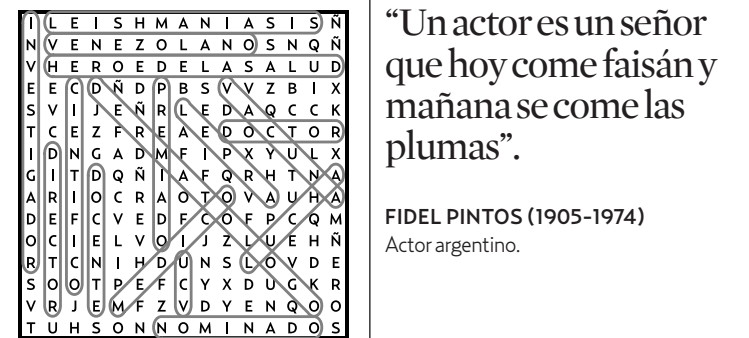 I L E I S H M A N I A S I S Ñ
N V E N E Z O L A N O S N Q Ñ
V H E R O E D E L A S A L U D
E E C D Ñ D P B S V V Z B I X
S V I J E Ñ R L E D A Q C C K
T C E Z F R E A E D O C T O R
I D N G A D M F I P X Y U L X
G I T D Q Ñ I A F Q R H T N A
A R I O C R A O T O V A U H A
D E F C V E D F C O F P C Q M
O C I E L V O I J Z L U E H Ñ
R T C N I H D U N S L O V D E
S O O T P E F C Y X D U G K R
V R J E M F Z V D Y E N Q O O
T U H S O N N O M I N A D O S
“Un actor es un señor
que hoy come faisán y
mañana se come las
plumas”.
FIDEL PINTOS (1905-1974)
Actor argentino.